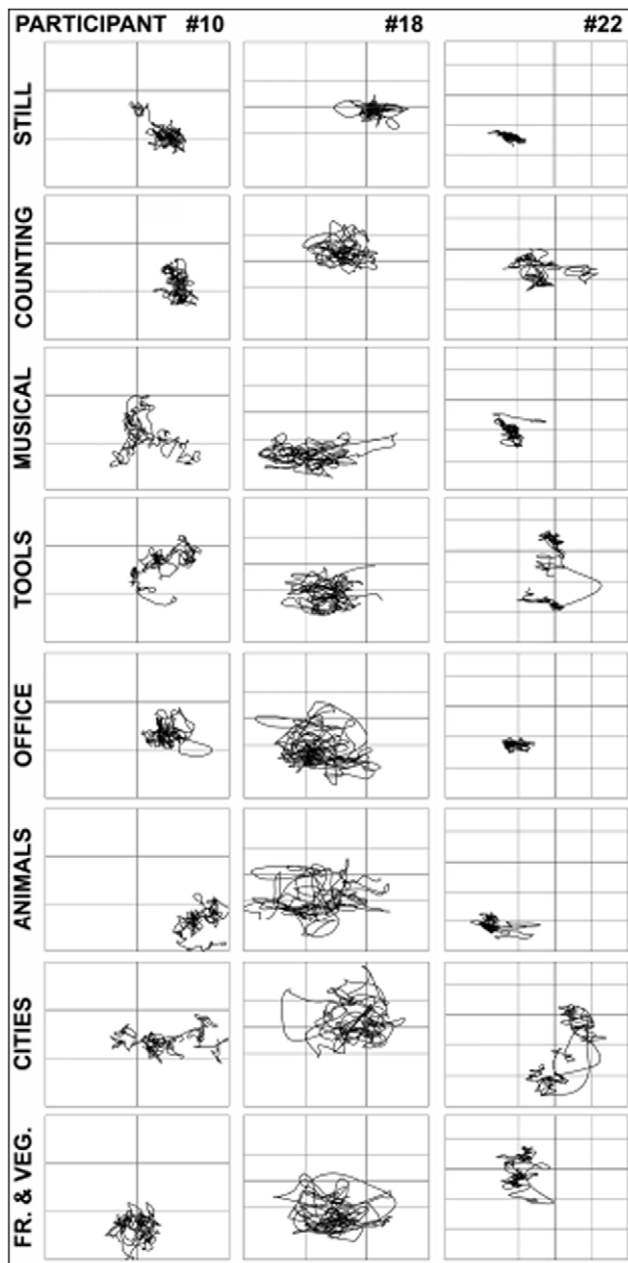 PARTICIPANT #10 #18 #22
STILL
COUNTING
MUSICAL
TOOLS
OFFICE
ANIMALS
CITIES
FR. & VEG.